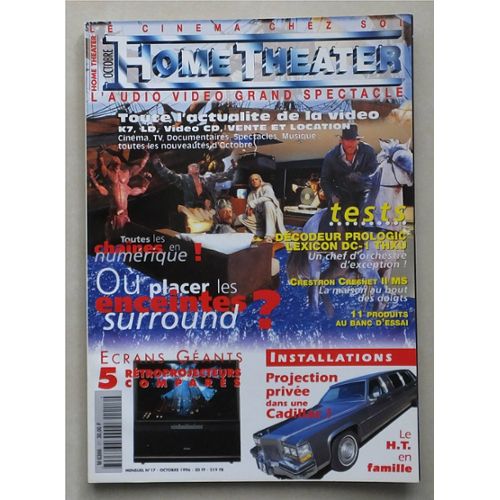 LE CINEMA CHEZ SOI
HOME THEATER
OCTOBRE
HOME THEATER
L'AUDIO VIDEO GRAND SPECTACLE
Toute l'actualité de la video
K7, LD, Video CD, VENTE ET LOCATION
Cinéma, TV, Documentaires, Spectacles, Musique
toutes les nouveautés d'Octobre
tests
DÉCODEUR PROLOGIC
LEXICON DC-1 THX !
Un chef d'orchestre
d'exception !
CRESTRON CRESNET II MS
La maison au bout
des doigts
11 PRODUITS
AU BANC D'ESSAI
Toutes les
chaînes en
numérique !
Où placer les
enceintes
surround ?
ECRANS GÉANTS
5 RÉTROPROJECTEURS
COMPARÉS
INSTALLATIONS
Projection
privée
dans une
Cadillac !
Le
H.T.
en
famille
MENSUEL N°17 - OCTOBRE 1996